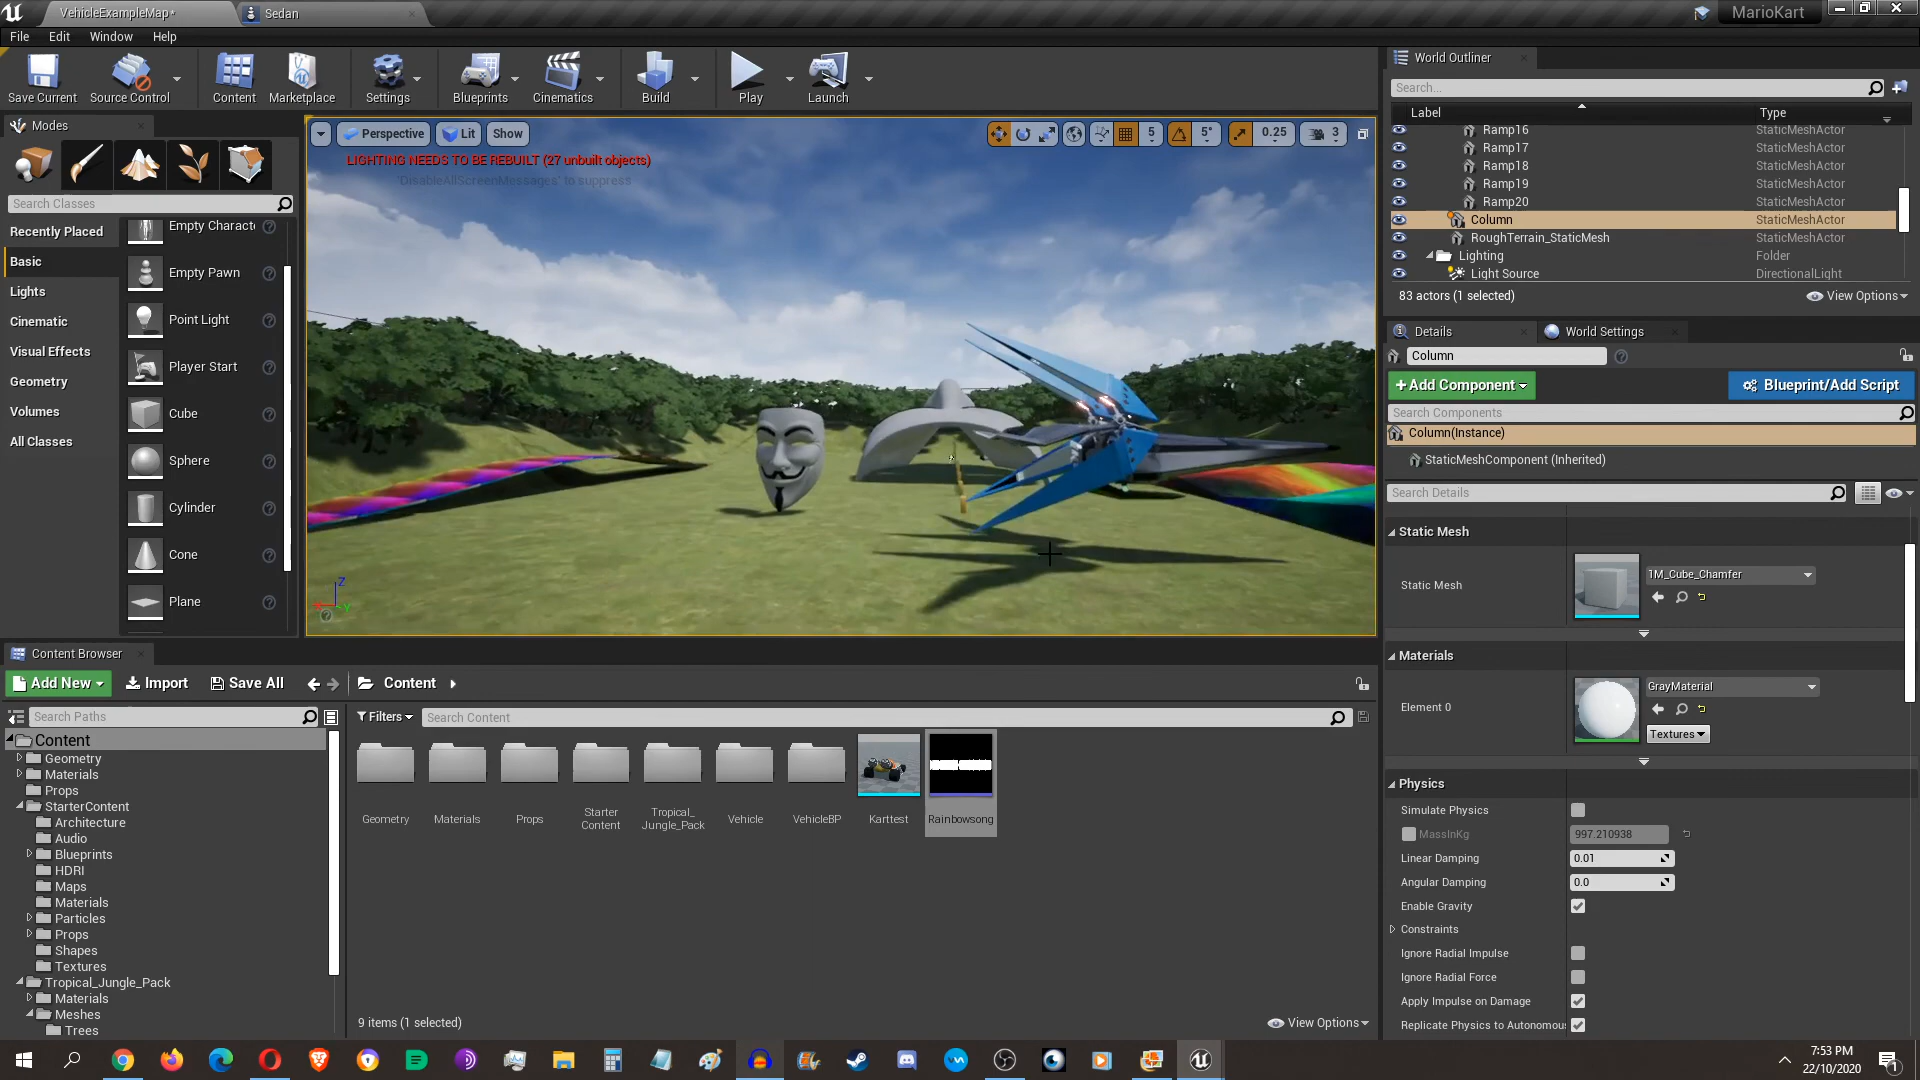 VehicleExampleMap*
Sedan
MarioKart
File
Edit
Window
Help
Save Current
Source Control
Content
Marketplace
Settings
Blueprints
Cinematics
Build
Play
Launch
Modes
Search Classes
Recently Placed
Basic
Lights
Cinematic
Visual Effects
Geometry
Volumes
All Classes
Empty Charact
Empty Pawn
Point Light
Player Start
Cube
Sphere
Cylinder
Cone
Plane
Perspective
Lit
Show
5
5°
0.25
3
LIGHTING NEEDS TO BE REBUILT (27 unbuilt objects)
'DisableAllScreenMessages' to suppress
Z
Y
World Outliner
Search...
Label
Type
Ramp16
StaticMeshActor
Ramp17
StaticMeshActor
Ramp18
StaticMeshActor
Ramp19
StaticMeshActor
Ramp20
StaticMeshActor
Column
StaticMeshActor
RoughTerrain_StaticMesh
StaticMeshActor
Lighting
Folder
Light Source
DirectionalLight
83 actors (1 selected)
View Options
Details
World Settings
Column
+Add Component
Blueprint/Add Script
Search Components
Column(Instance)
StaticMeshComponent (Inherited)
Search Details
Static Mesh
Static Mesh
1M_Cube_Chamfer
Materials
Element 0
GrayMaterial
Textures
Physics
Simulate Physics
MassInKg
997.210938
Linear Damping
0.01
Angular Damping
0.0
Enable Gravity
Constraints
Ignore Radial Impulse
Ignore Radial Force
Apply Impulse on Damage
Replicate Physics to Autonomou
Content Browser
Add New
Import
Save All
Content
Search Paths
Filters
Search Content
Content
Geometry
Materials
Props
StarterContent
Architecture
Audio
Blueprints
HDRI
Maps
Materials
Particles
Props
Shapes
Textures
Tropical_Jungle_Pack
Materials
Meshes
Trees
Geometry
Materials
Props
Starter
Content
Tropical_
Jungle_Pack
Vehicle
VehicleBP
Karttest
Rainbowsong
9 items (1 selected)
View Options
7:53 PM
22/10/2020
1